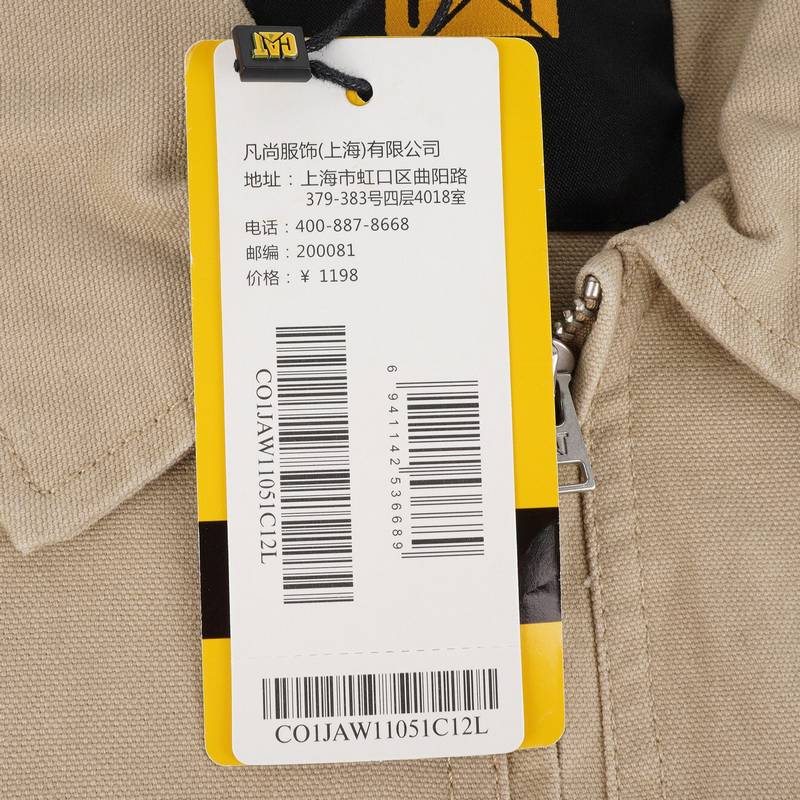 CAT
凡尚服饰(上海)有限公司
地址：上海市虹口区曲阳路
379-383号四层4018室
电话：400-887-8668
邮编：200081
价格：¥ 1198
CO1JAW11051C12L
6 941142 536689
CO1JAW11051C12L